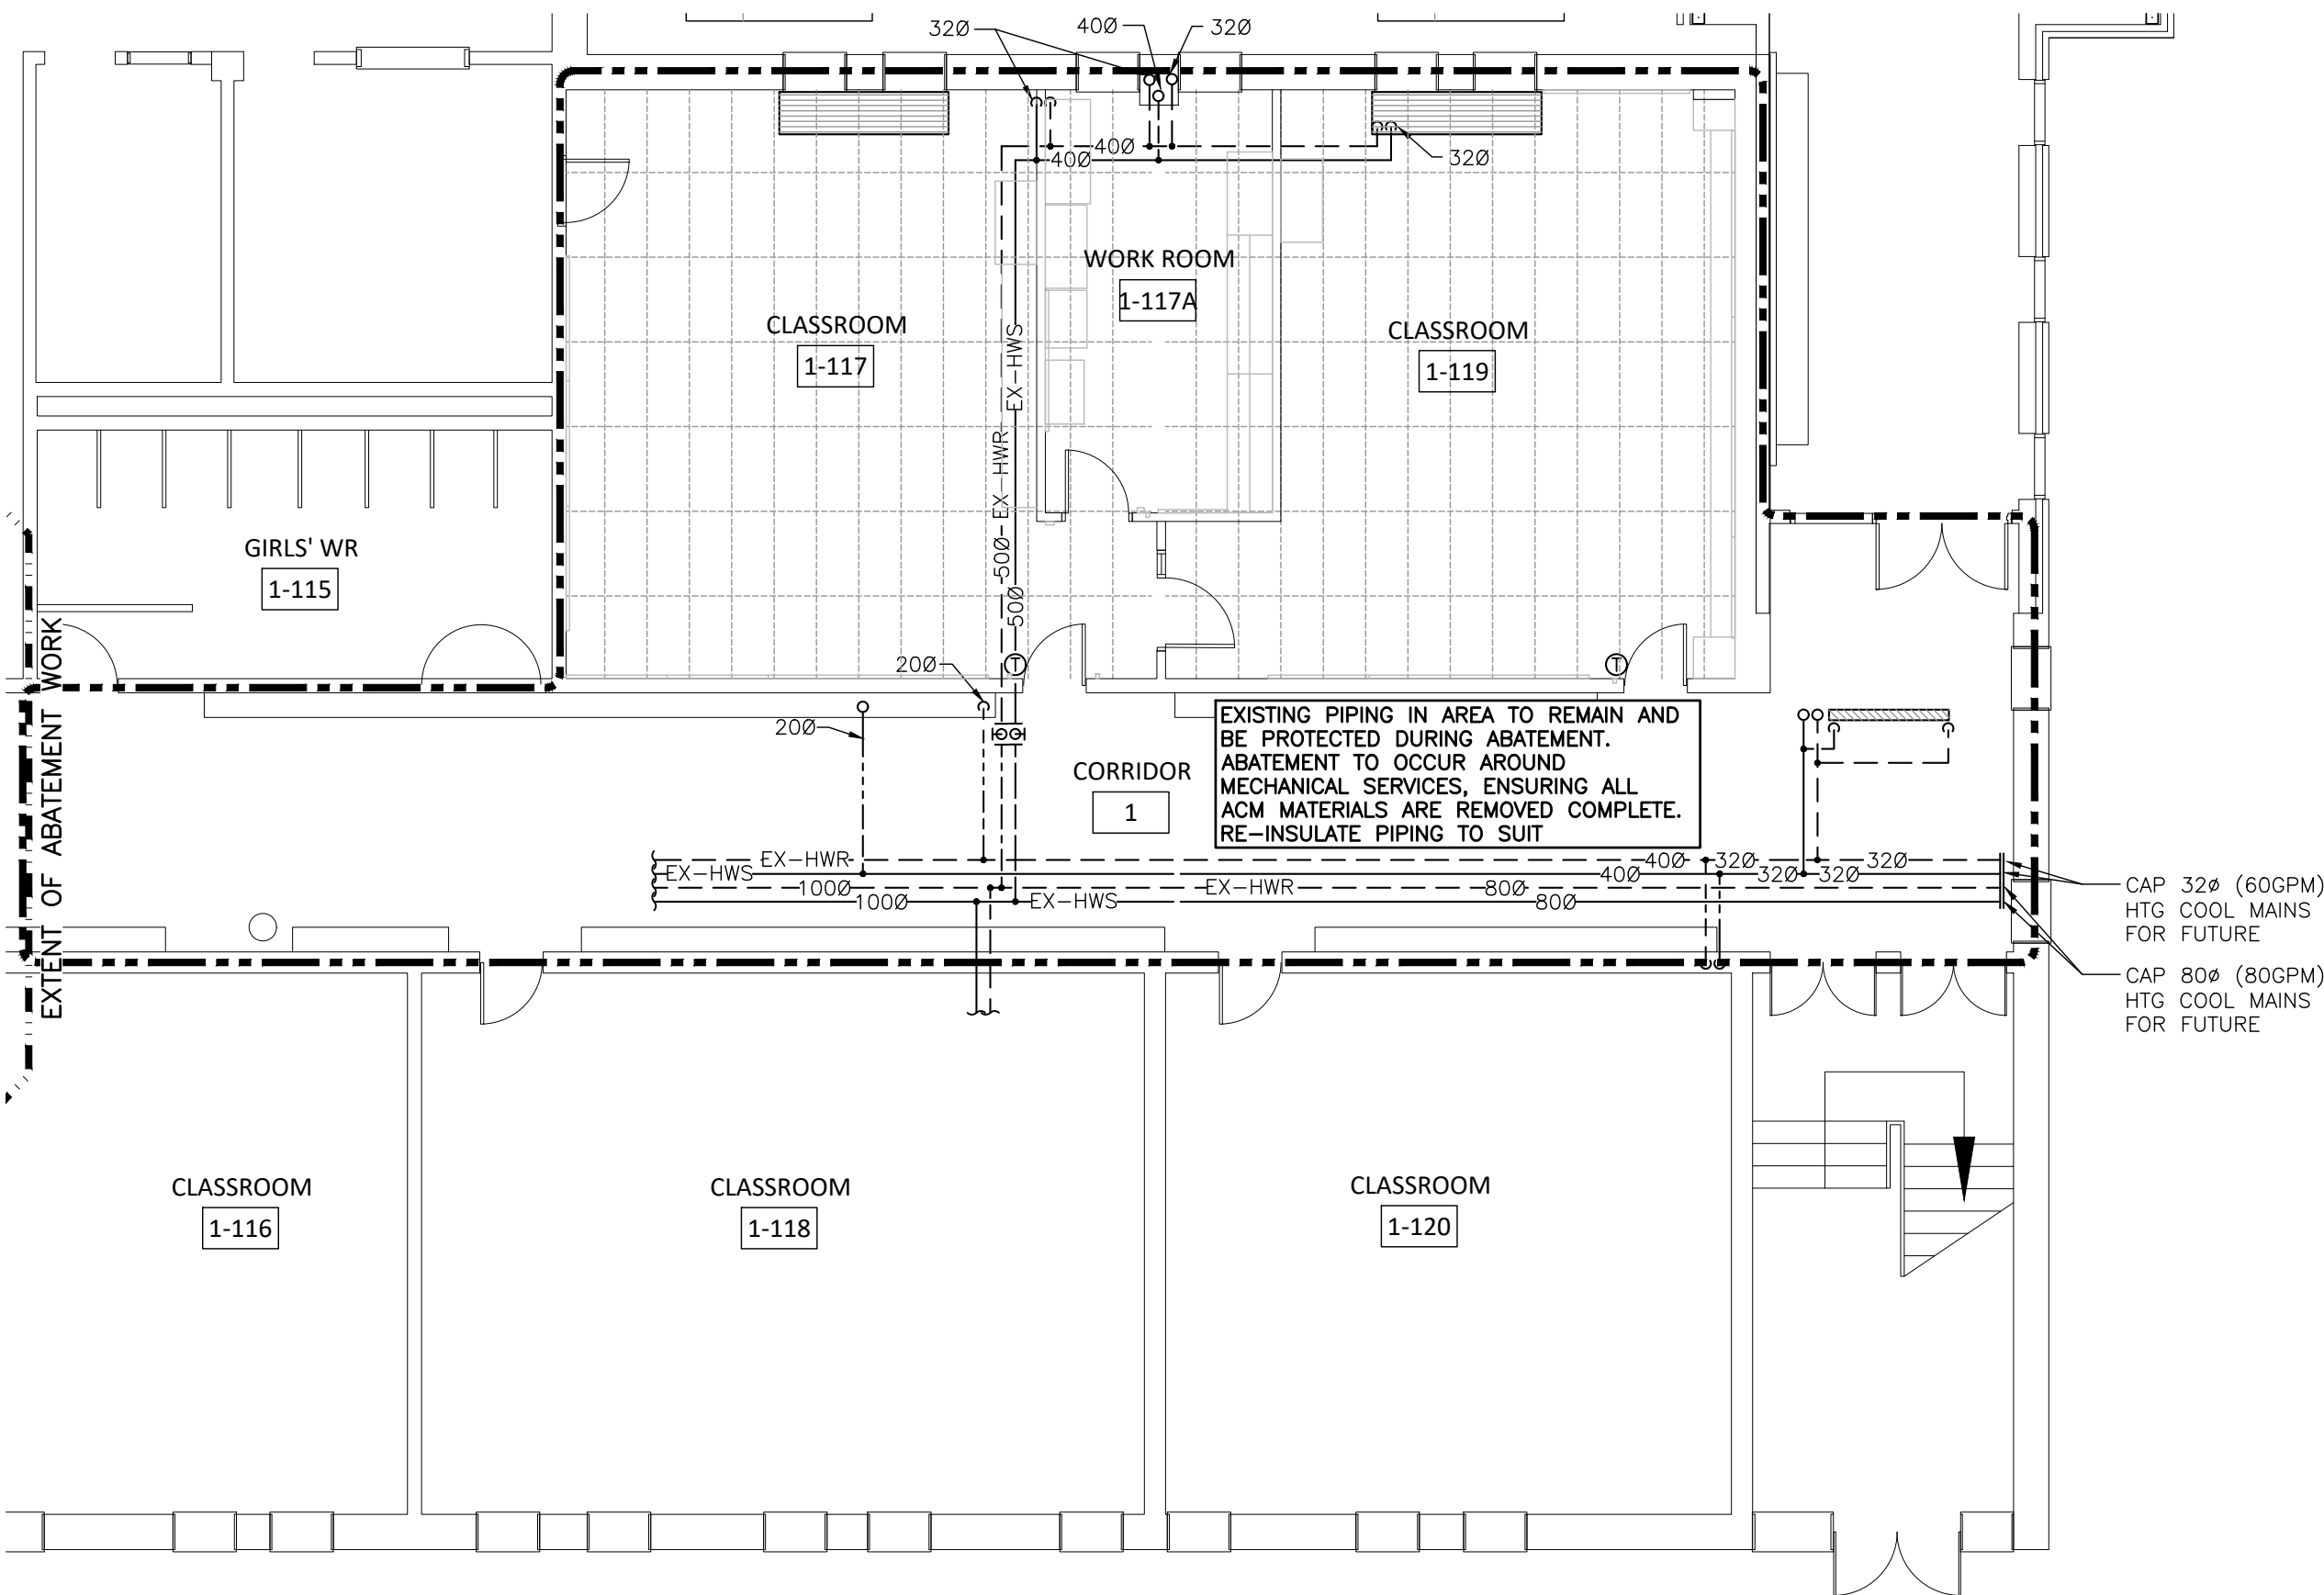 32Ø
40Ø
32Ø
40Ø
40Ø
32Ø
WORK ROOM
1-117A
CLASSROOM
1-117
CLASSROOM
1-119
EX-HWS
EX-HWR
50Ø
50Ø
GIRLS' WR
1-115
T
T
20Ø
20Ø
EXTENT OF ABATEMENT WORK
CORRIDOR
1
EXISTING PIPING IN AREA TO REMAIN AND
BE PROTECTED DURING ABATEMENT.
ABATEMENT TO OCCUR AROUND
MECHANICAL SERVICES, ENSURING ALL
ACM MATERIALS ARE REMOVED COMPLETE.
RE-INSULATE PIPING TO SUIT
EX-HWR 40Ø 32Ø 32Ø
EX-HWS 40Ø 32Ø 32Ø
100Ø EX-HWR 80Ø
100Ø EX-HWS 80Ø
CAP 32ø (60GPM)
HTG COOL MAINS
FOR FUTURE
CAP 80ø (80GPM)
HTG COOL MAINS
FOR FUTURE
CLASSROOM
1-116
CLASSROOM
1-118
CLASSROOM
1-120